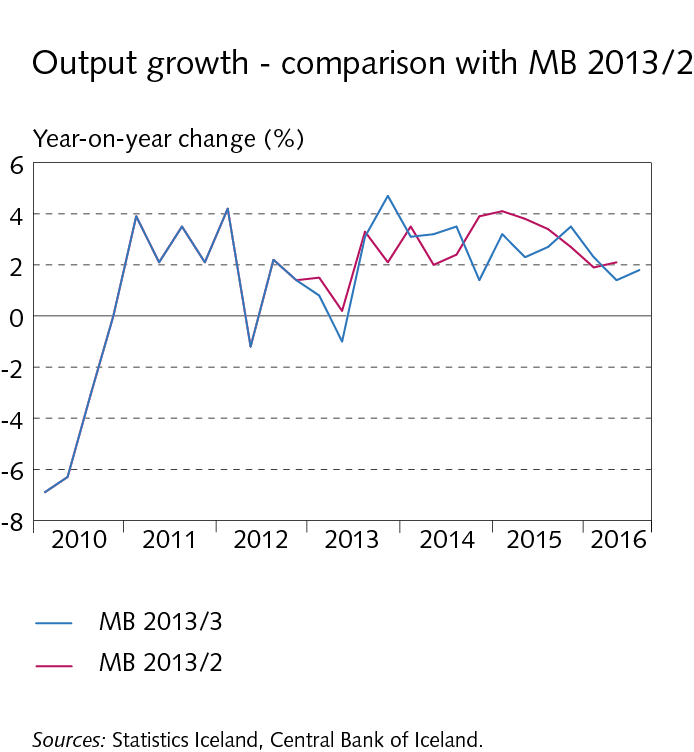 Output growth - comparison with MB 2013/2
Year-on-year change (%)
6
4
2
0
-2
-4
-6
-8
2010 2011 2012 2013 2014 2015 2016
MB 2013/3
MB 2013/2
Sources: Statistics Iceland, Central Bank of Iceland.